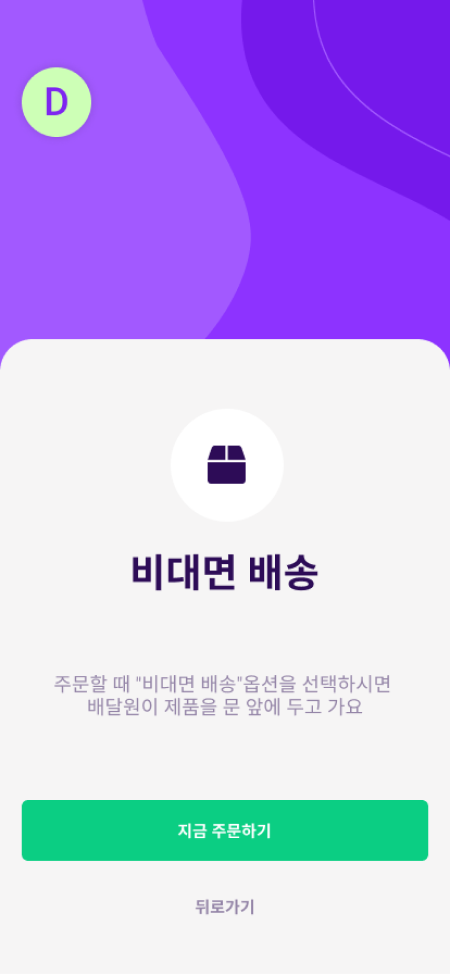 D
비대면 배송
주문할 때 "비대면 배송"옵션을 선택하시면
배달원이 제품을 문 앞에 두고 가요
지금 주문하기
뒤로가기